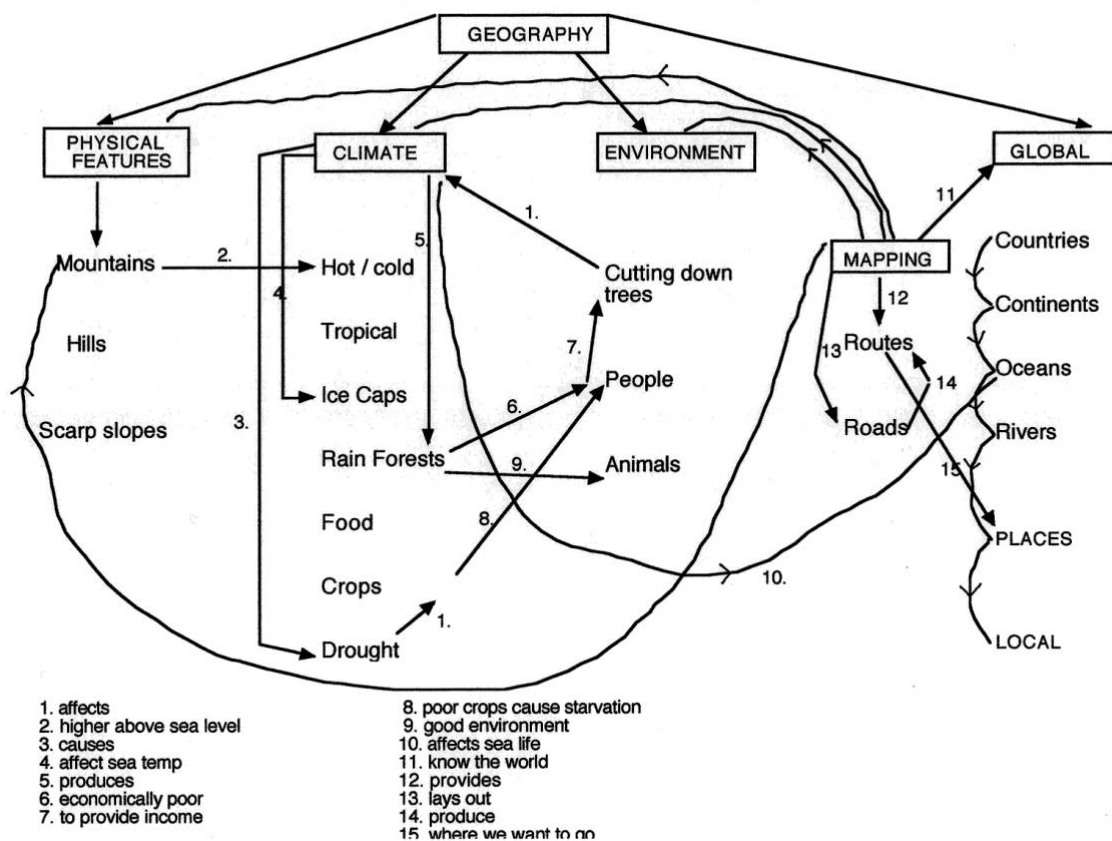 GEOGRAPHY
PHYSICAL
FEATURES
CLIMATE
ENVIRONMENT
GLOBAL
11
1.
5.
MAPPING
Countries
Mountains
2.
Hot / cold
Cutting down
trees
4.
12
Continents
Hills
Tropical
7.
13
Routes
Oceans
People
14
Ice Caps
6.
3.
Scarp slopes
Roads
Rivers
Rain Forests
9.
Animals
15
8.
Food
PLACES
10.
Crops
1.
Drought
LOCAL
1. affects
2. higher above sea level
3. causes
4. affect sea temp
5. produces
6. economically poor
7. to provide income
8. poor crops cause starvation
9. good environment
10. affects sea life
11. know the world
12. provides
13. lays out
14. produce
15. where we want to go